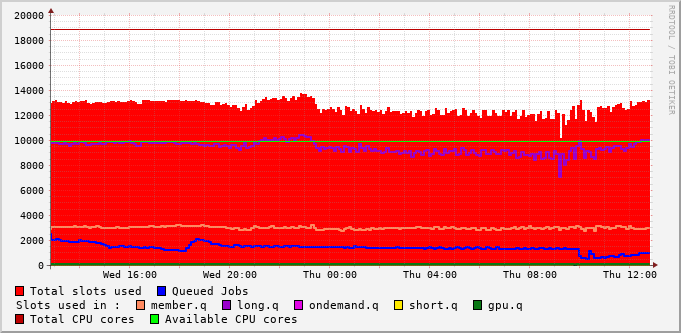 20000
18000
16000
14000
12000
10000
8000
6000
4000
2000
0
Wed 16:00 Wed 20:00 Thu 00:00 Thu 04:00 Thu 08:00 Thu 12:00
RRDTOOL / TOBI OETIKER
Total slots used Queued Jobs
Slots used in : member.q long.q ondemand.q short.q gpu.q
Total CPU cores Available CPU cores